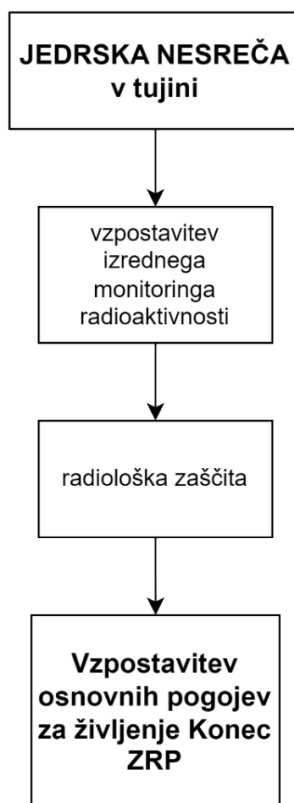 JEDRSKA NESREČA
v tujini
vzpostavitev
izrednega
monitoringa
radioaktivnosti
radiološka zaščita
Vzpostavitev
osnovnih pogojev
za življenje Konec
ZRP